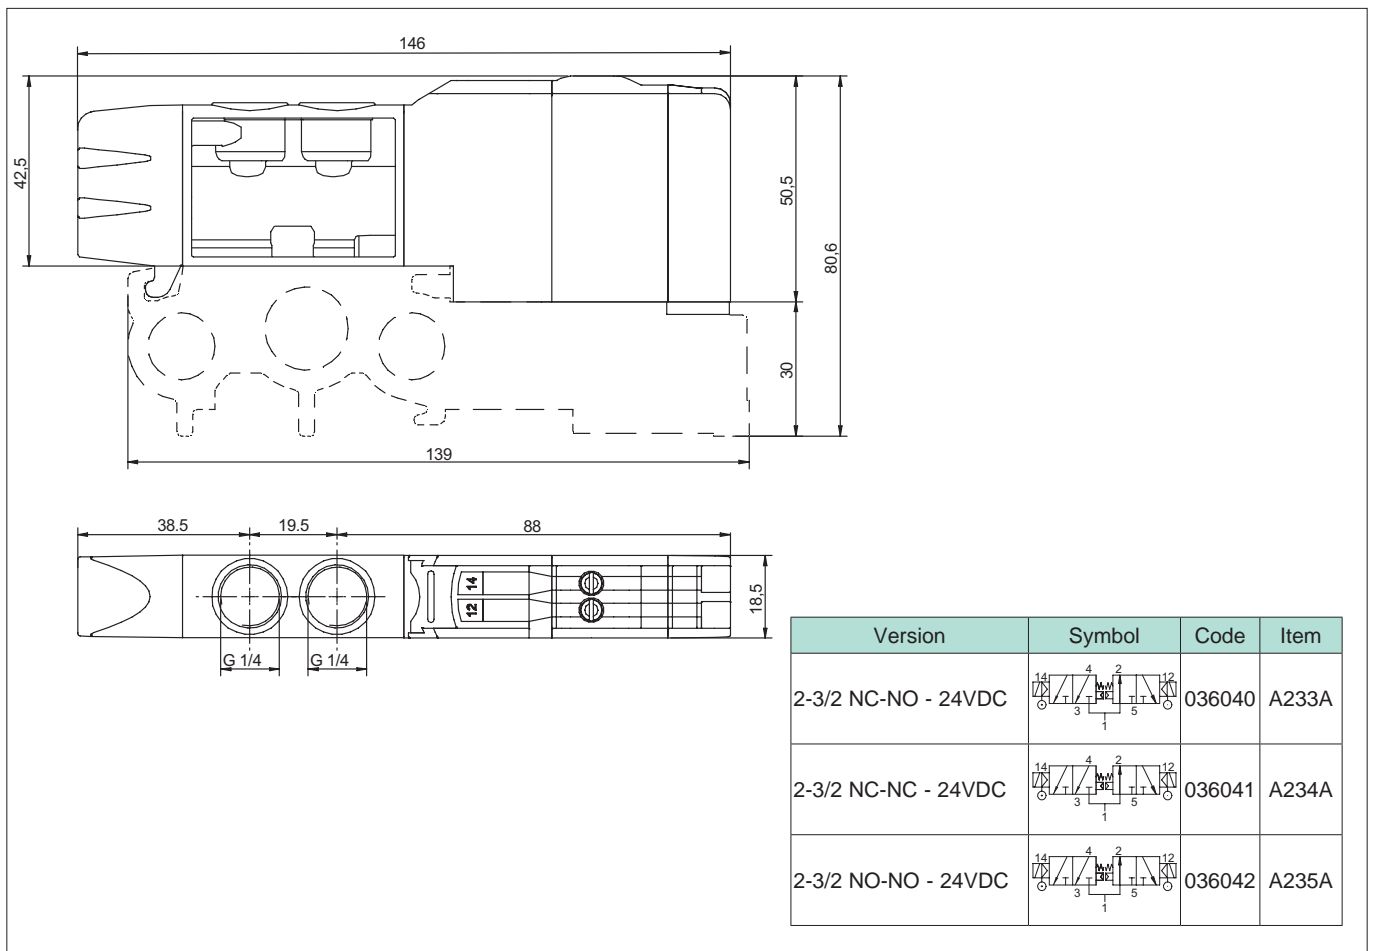 146
42,5
50,5
80,6
30
139
38.5 19.5 88
14
12
18,5
G 1/4 G 1/4
Version Symbol Code Item
2-3/2 NC-NO - 24VDC 14 4 2 12 3 5 1 036040 A233A
2-3/2 NC-NC - 24VDC 14 4 2 12 3 5 1 036041 A234A
2-3/2 NO-NO - 24VDC 14 4 2 12 3 5 1 036042 A235A